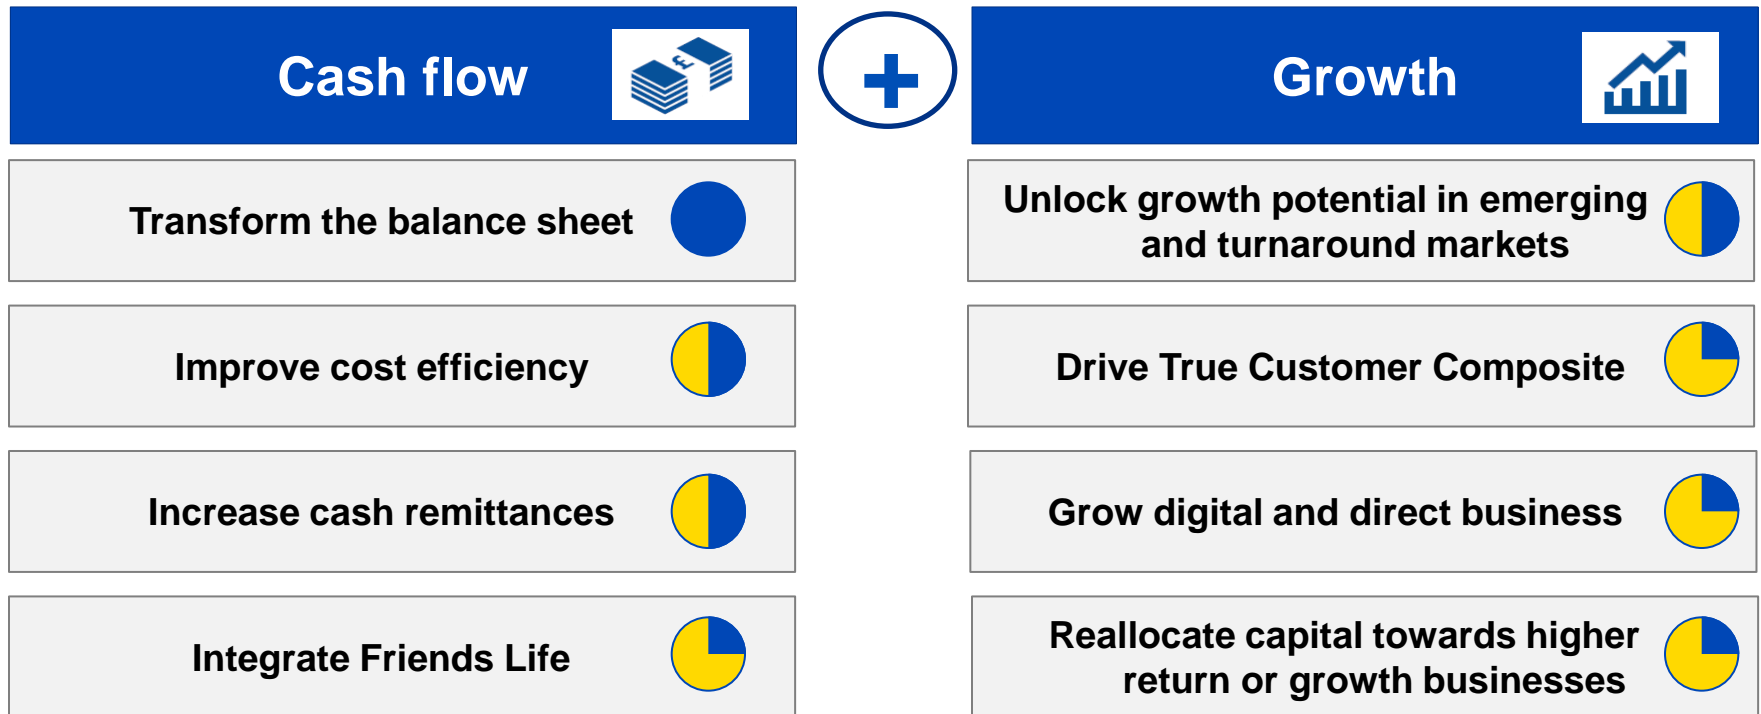 Cash flow
+
Growth
Transform the balance sheet
Improve cost efficiency
Increase cash remittances
Integrate Friends Life
Unlock growth potential in emerging
and turnaround markets
Drive True Customer Composite
Grow digital and direct business
Reallocate capital towards higher
return or growth businesses